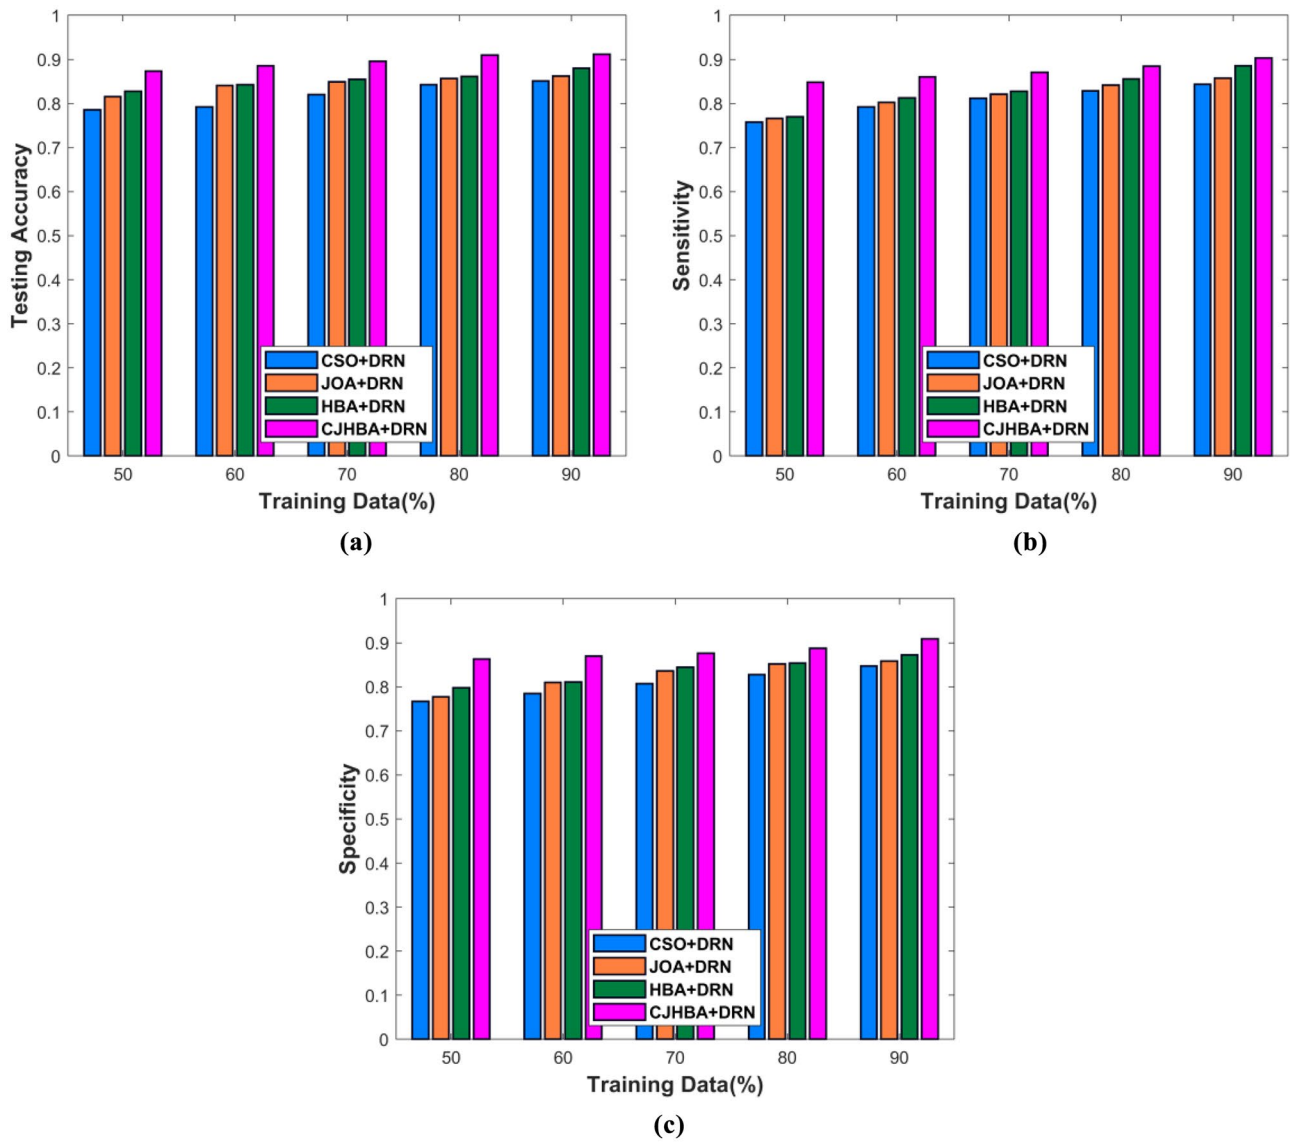 1
0.9
0.8
0.7
0.6
0.5
0.4
0.3
0.2
0.1
0
Testing Accuracy
CSO+DRN
JOA+DRN
HBA+DRN
CJHBA+DRN
50 60 70 80 90
Training Data(%)
(a)
1
0.9
0.8
0.7
0.6
0.5
0.4
0.3
0.2
0.1
0
Sensitivity
CSO+DRN
JOA+DRN
HBA+DRN
CJHBA+DRN
50 60 70 80 90
Training Data(%)
(b)
1
0.9
0.8
0.7
0.6
0.5
0.4
0.3
0.2
0.1
0
Specificity
CSO+DRN
JOA+DRN
HBA+DRN
CJHBA+DRN
50 60 70 80 90
Training Data(%)
(c)